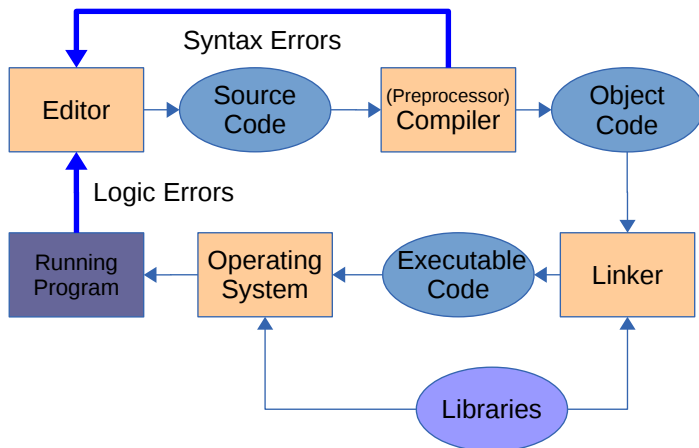 Syntax Errors
Editor
Source
Code
(Preprocessor)
Compiler
Object
Code
Logic Errors
Running
Program
Operating
System
Executable
Code
Linker
Libraries